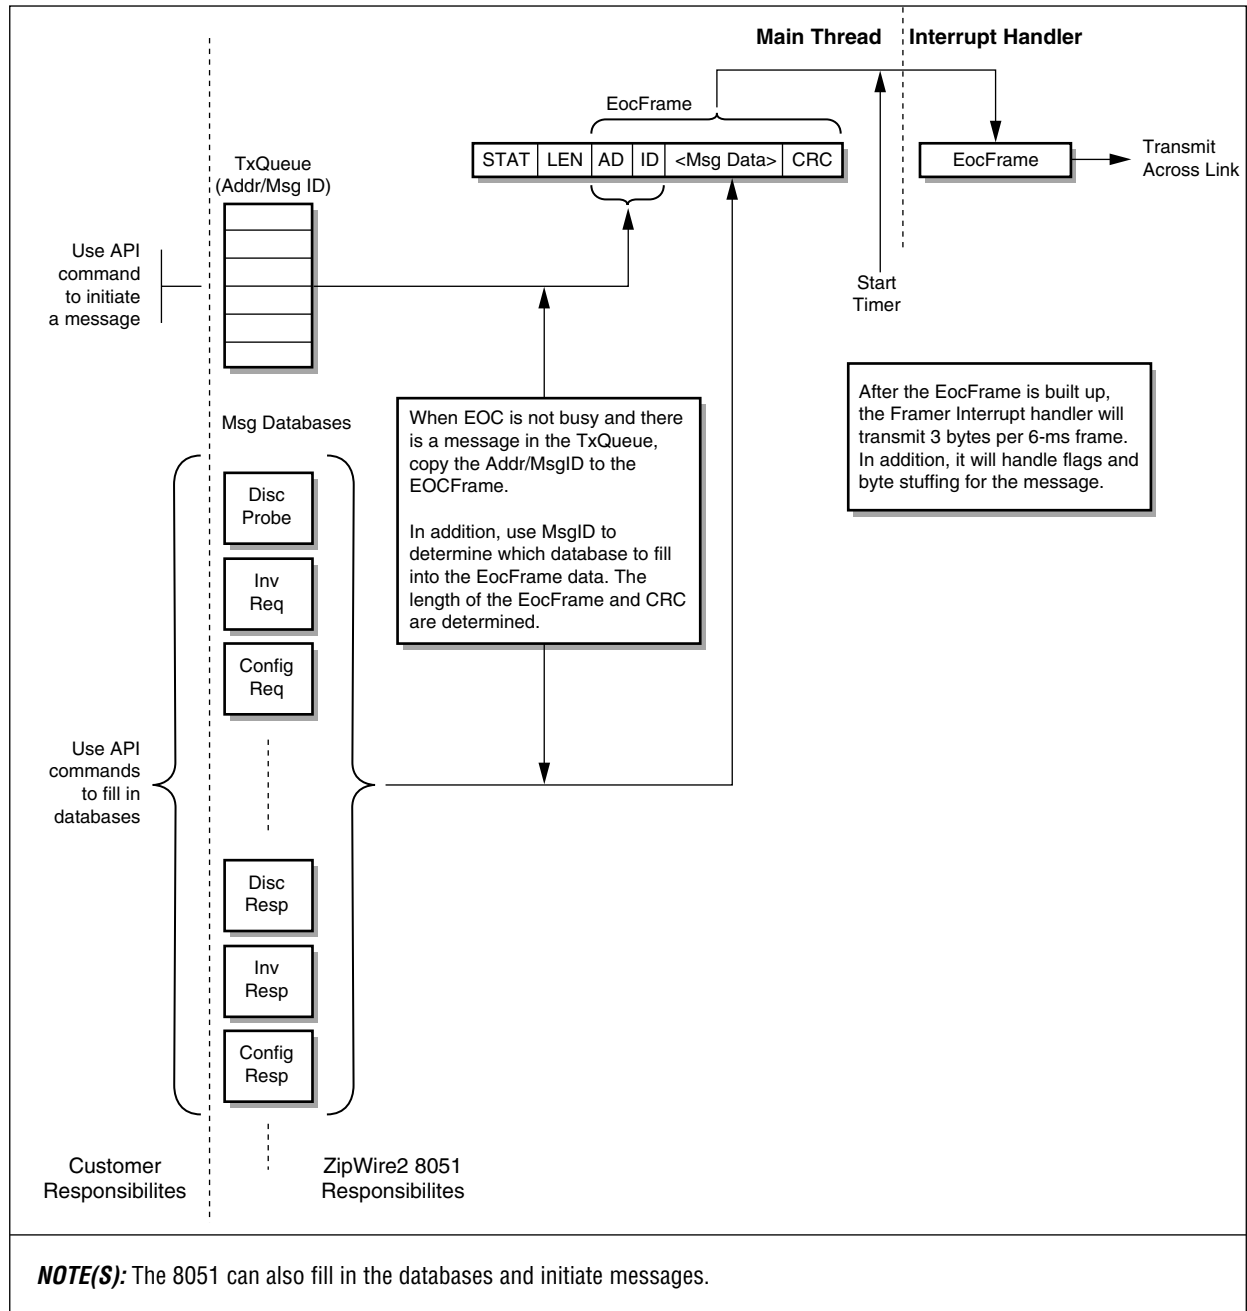 Main Thread
Interrupt Handler
EocFrame
STAT LEN AD ID <Msg Data> CRC
EocFrame
Transmit
Across Link
TxQueue
(Addr/Msg ID)
Use API
command
to initiate
a message
Start
Timer
When EOC is not busy and there
is a message in the TxQueue,
copy the Addr/MsgID to the
EOCFrame.
In addition, use MsgID to
determine which database to fill
into the EocFrame data. The
length of the EocFrame and CRC
are determined.
After the EocFrame is built up,
the Framer Interrupt handler will
transmit 3 bytes per 6-ms frame.
In addition, it will handle flags and
byte stuffing for the message.
Msg Databases
Disc
Probe
Inv
Req
Config
Req
Use API
commands
to fill in
databases
Disc
Resp
Inv
Resp
Config
Resp
Customer
Responsibilites
ZipWire2 8051
Responsibilites
NOTE(S): The 8051 can also fill in the databases and initiate messages.